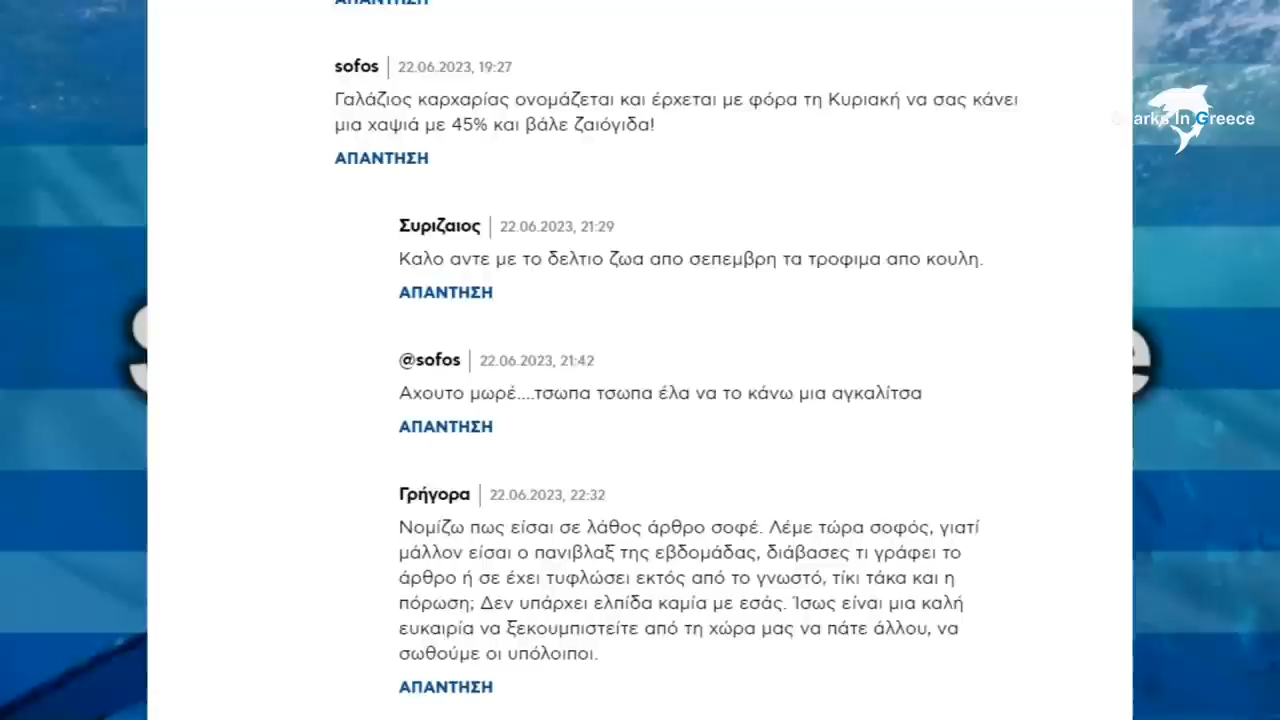 ΑΠΑΝΤΗΣΗ
sofos | 22.06.2023, 19:27
Γαλάζιος καρχαρίας ονομάζεται και έρχεται με φόρα τη Κυριακή να σας κάνει
μια χαψιά με 45% και βάλε ζαιόγιδα!
ΑΠΑΝΤΗΣΗ
Συριζαιος | 22.06.2023, 21:29
Καλο αντε με το δελτιο ζωα απο σεπεμβρη τα τροφιμα απο κουλη.
ΑΠΑΝΤΗΣΗ
@sofos | 22.06.2023, 21:42
Αχουτο μωρέ....τσωπα τσωπα έλα να το κάνω μια αγκαλίτσα
ΑΠΑΝΤΗΣΗ
Γρήγορα | 22.06.2023, 22:32
Νομίζω πως είσαι σε λάθος άρθρο σοφέ. Λέμε τώρα σοφός, γιατί
μάλλον είσαι ο πανιβλαξ της εβδομάδας, διάβασες τι γράφει το
άρθρο ή σε έχει τυφλώσει εκτός από το γνωστό, τίκι τάκα και η
πόρωση; Δεν υπάρχει ελπίδα καμία με εσάς. Ίσως είναι μια καλή
ευκαιρία να ξεκουμπιστείτε από τη χώρα μας να πάτε άλλου, να
σωθούμε οι υπόλοιποι.
ΑΠΑΝΤΗΣΗ
In Greece